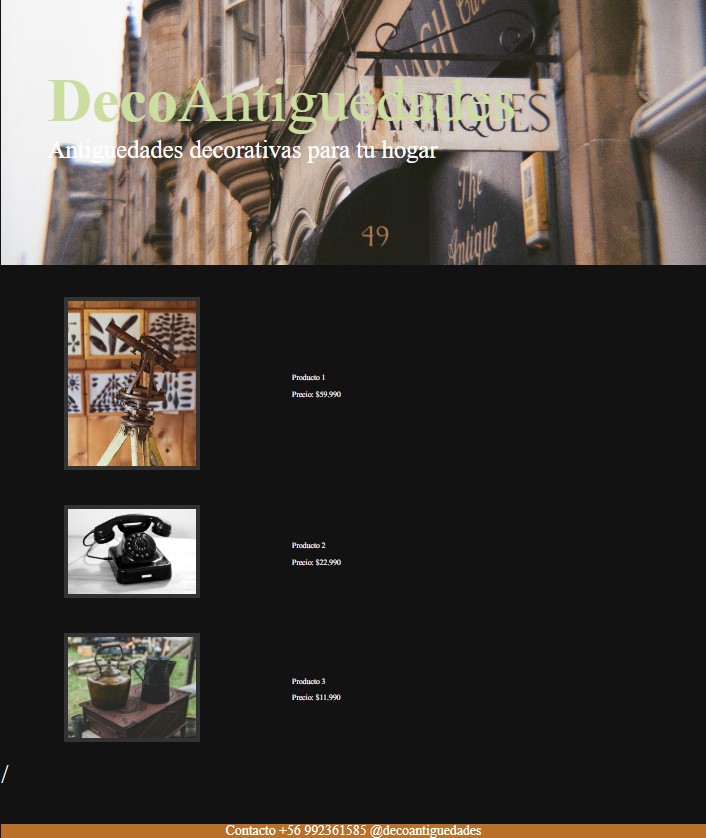 DecoAntiguedades
Antiguedades decorativas para tu hogar
ANTIQUES
The
Antique
49
Producto 1
Precio: $59.990
Producto 2
Precio: $22.990
Producto 3
Precio: $11.990
/
Contacto +56 992361585 @decoantiguedades